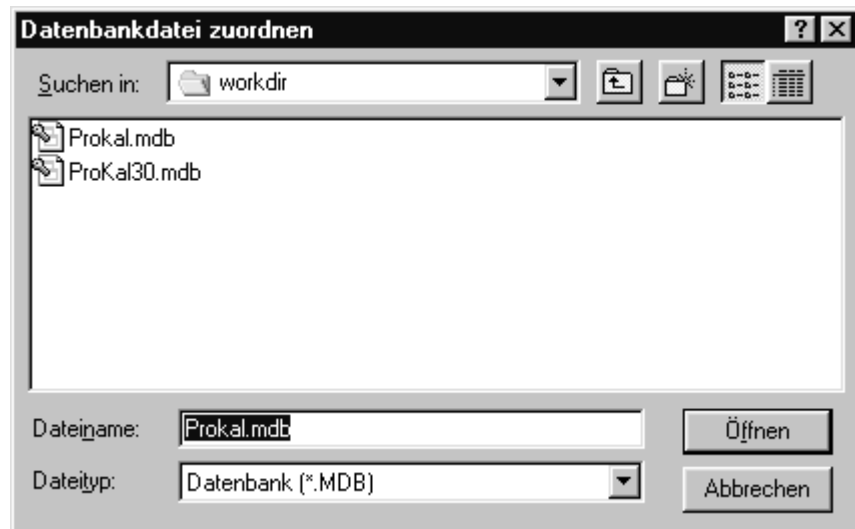 Datenbankdatei zuordnen
Suchen in: workdir
Prokal.mdb
ProKal30.mdb
Dateiname: Prokal.mdb Öffnen
Dateityp: Datenbank (*.MDB) Abbrechen